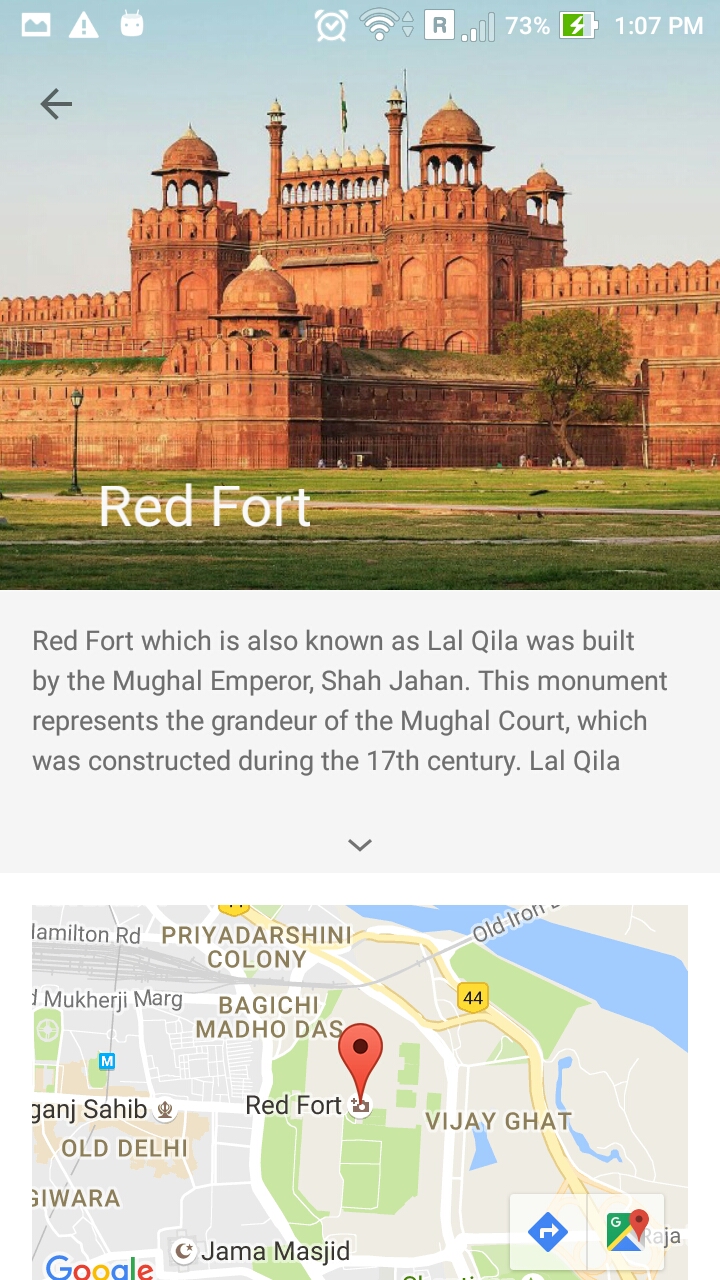 R 73% 1:07 PM
Red Fort
Red Fort which is also known as Lal Qila was built
by the Mughal Emperor, Shah Jahan. This monument
represents the grandeur of the Mughal Court, which
was constructed during the 17th century. Lal Qila
Old Iron
Hamilton Rd
PRIYADARSHINI
COLONY
44
d Mukherji Marg
BAGICHI
MADHO DAS
M
ganj Sahib
Red Fort
VIJAY GHAT
OLD DELHI
GIWARA
G
Raja
Jama Masjid
Google